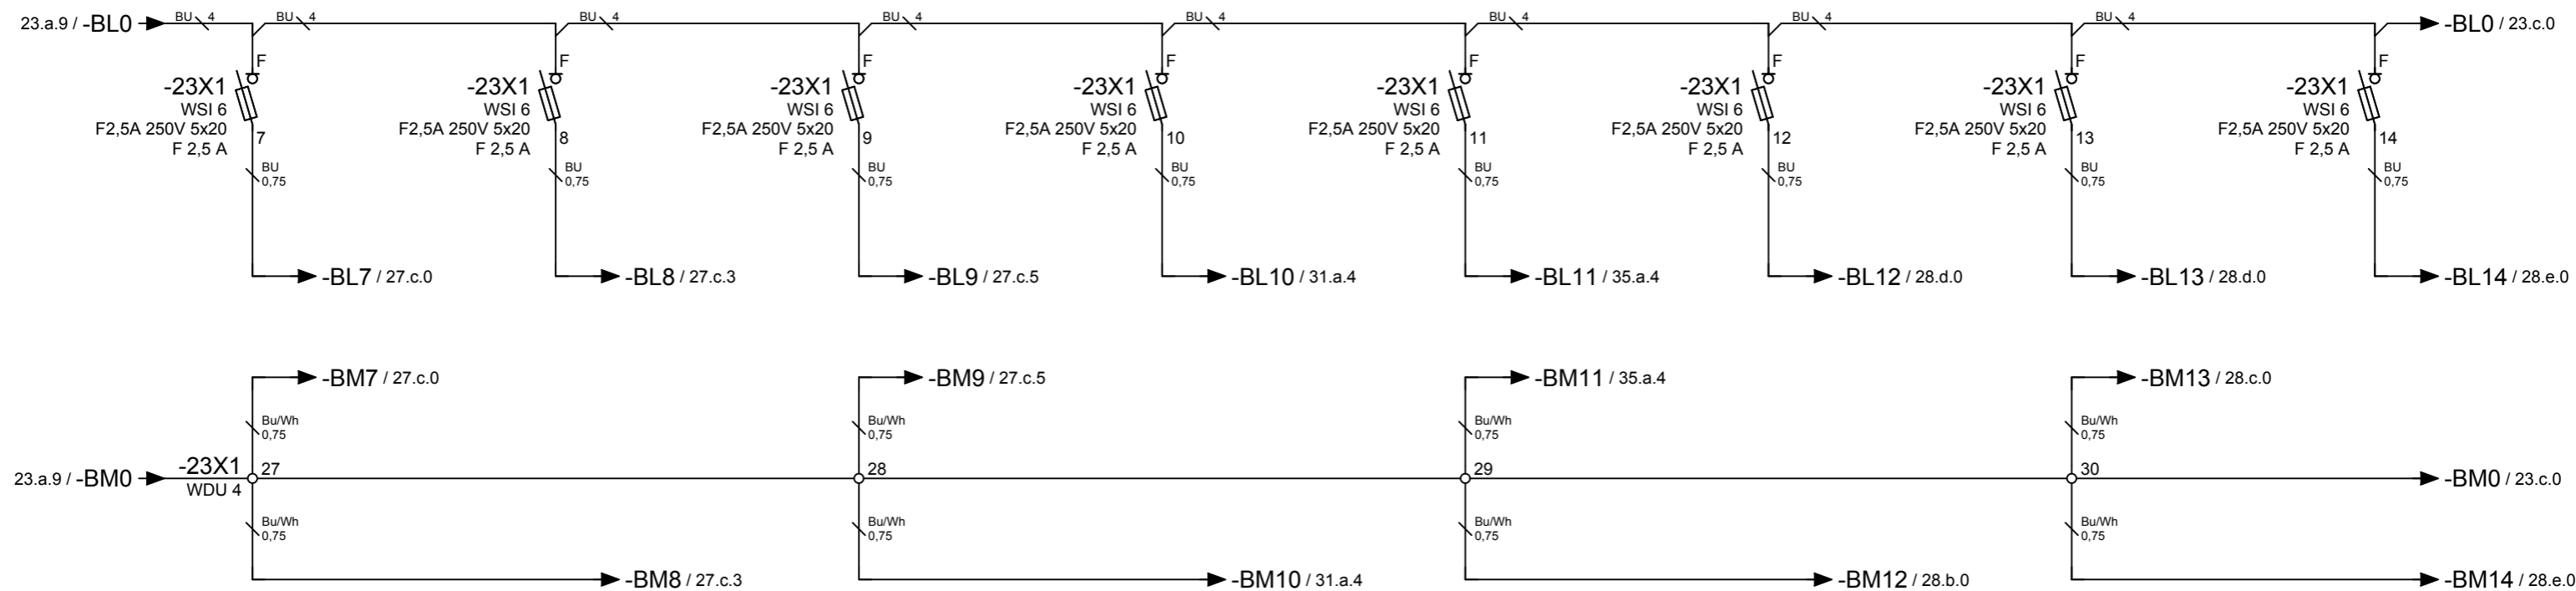 23.a.9 / -BL0 BU 4 BU 4 BU 4 BU 4 BU 4 BU 4 BU 4 BU 4 -BL0 / 23.c.0
F F F F F F F F
-23X1 -23X1 -23X1 -23X1 -23X1 -23X1 -23X1 -23X1
WSI 6 WSI 6 WSI 6 WSI 6 WSI 6 WSI 6 WSI 6 WSI 6
F2,5A 250V 5x20 F2,5A 250V 5x20 F2,5A 250V 5x20 F2,5A 250V 5x20 F2,5A 250V 5x20 F2,5A 250V 5x20 F2,5A 250V 5x20 F2,5A 250V 5x20
7 8 9 10 11 12 13 14
F 2,5 A F 2,5 A F 2,5 A F 2,5 A F 2,5 A F 2,5 A F 2,5 A F 2,5 A
BU BU BU BU BU BU BU BU
0,75 0,75 0,75 0,75 0,75 0,75 0,75 0,75
-BL7 / 27.c.0 -BL8 / 27.c.3 -BL9 / 27.c.5 -BL10 / 31.a.4 -BL11 / 35.a.4 -BL12 / 28.d.0 -BL13 / 28.d.0 -BL14 / 28.e.0
-BM7 / 27.c.0 -BM9 / 27.c.5 -BM11 / 35.a.4 -BM13 / 28.c.0
Bu/Wh Bu/Wh Bu/Wh Bu/Wh
0,75 0,75 0,75 0,75
-23X1 27 28 29 30
23.a.9 / -BM0 -BM0 / 23.c.0
WDU 4
Bu/Wh Bu/Wh Bu/Wh Bu/Wh
0,75 0,75 0,75 0,75
-BM8 / 27.c.3 -BM10 / 31.a.4 -BM12 / 28.b.0 -BM14 / 28.e.0